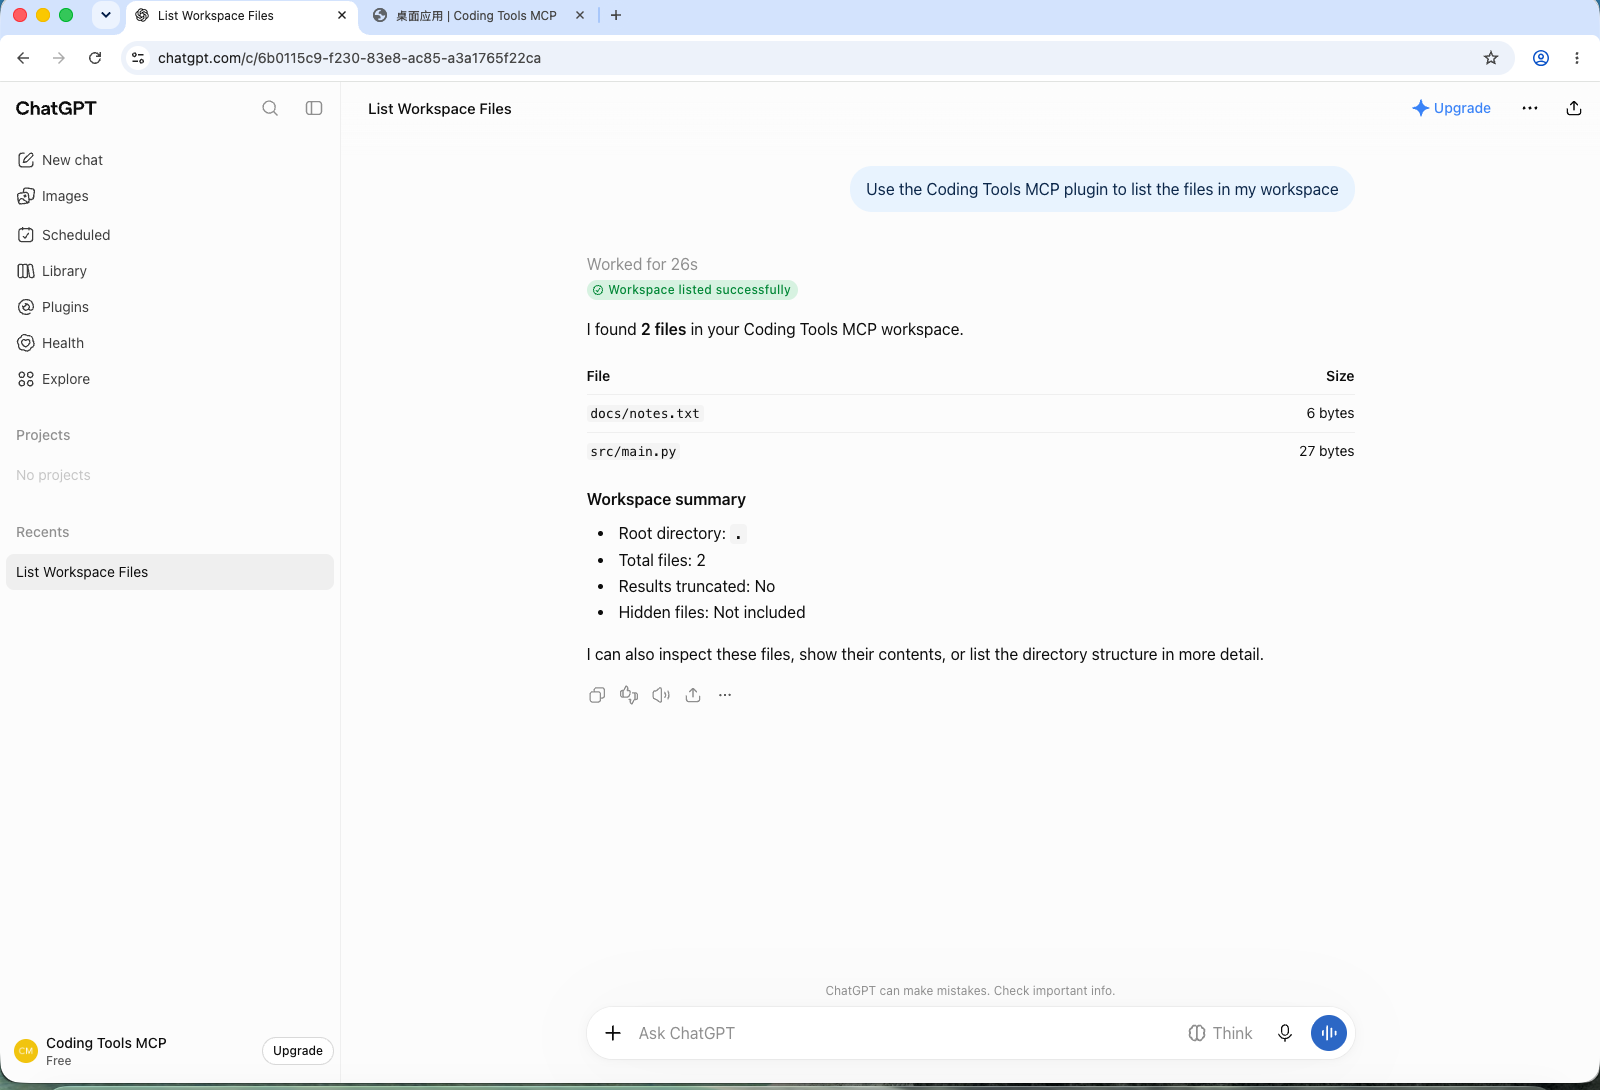 List Workspace Files
桌面应用 | Coding Tools MCP
chatgpt.com/c/6b0115c9-f230-83e8-ac85-a3a1765f22ca
ChatGPT
New chat
Images
Scheduled
Library
Plugins
Health
Explore
Projects
No projects
Recents
List Workspace Files
CM
Coding Tools MCP
Free
Upgrade
List Workspace Files
Upgrade
Use the Coding Tools MCP plugin to list the files in my workspace
Worked for 26s
Workspace listed successfully
I found 2 files in your Coding Tools MCP workspace.
File Size
docs/notes.txt 6 bytes
src/main.py 27 bytes
Workspace summary
• Root directory: .
• Total files: 2
• Results truncated: No
• Hidden files: Not included
I can also inspect these files, show their contents, or list the directory structure in more detail.
ChatGPT can make mistakes. Check important info.
Ask ChatGPT
Think